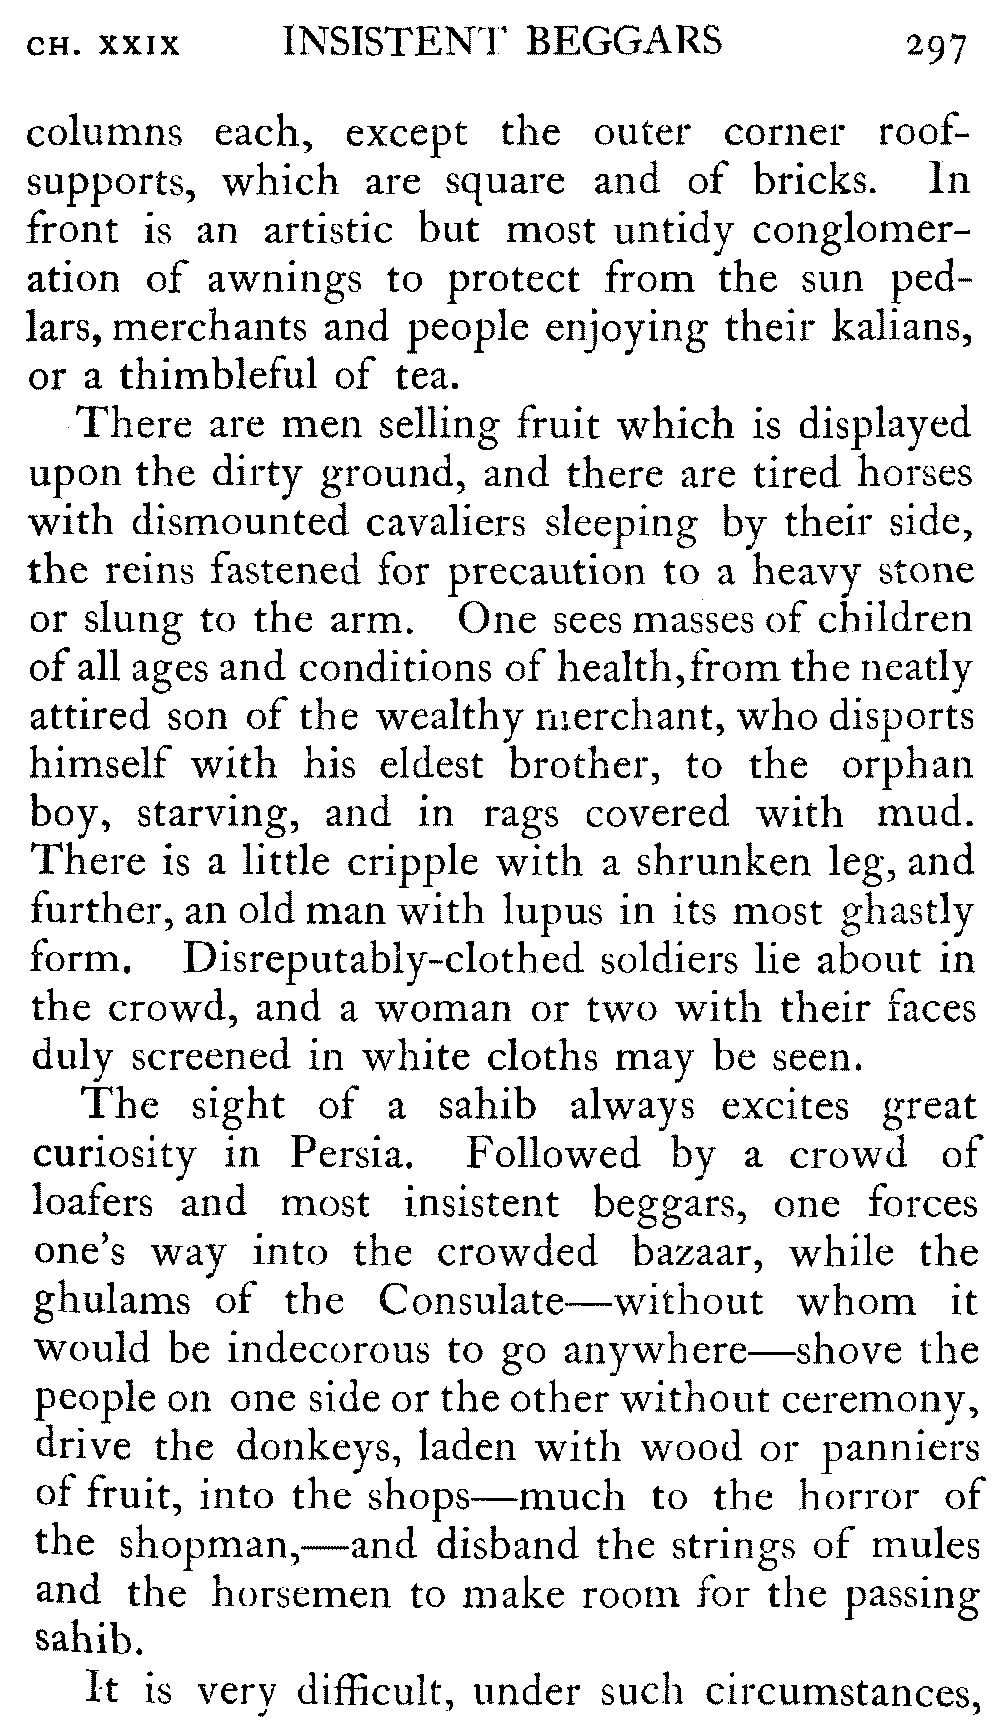 CH. XXIX INSISTENT BEGGARS 297
columns each, except the outer corner roof-
supports, which are square and of bricks. In
front is an artistic but most untidy conglomer-
ation of awnings to protect from the sun ped-
lars, merchants and people enjoying their kalians,
or a thimbleful of tea.
There are men selling fruit which is displayed
upon the dirty ground, and there are tired horses
with dismounted cavaliers sleeping by their side,
the reins fastened for precaution to a heavy stone
or slung to the arm. One sees masses of children
of all ages and conditions of health, from the neatly
attired son of the wealthy merchant, who disports
himself with his eldest brother, to the orphan
boy, starving, and in rags covered with mud.
There is a little cripple with a shrunken leg, and
further, an old man with lupus in its most ghastly
form. Disreputably-clothed soldiers lie about in
the crowd, and a woman or two with their faces
duly screened in white cloths may be seen.
The sight of a sahib always excites great
curiosity in Persia. Followed by a crowd of
loafers and most insistent beggars, one forces
one's way into the crowded bazaar, while the
ghulams of the Consulate—without whom it
would be indecorous to go anywhere—shove the
people on one side or the other without ceremony,
drive the donkeys, laden with wood or panniers
of fruit, into the shops—much to the horror of
the shopman,—and disband the strings of mules
and the horsemen to make room for the passing
sahib.
It is very difficult, under such circumstances,